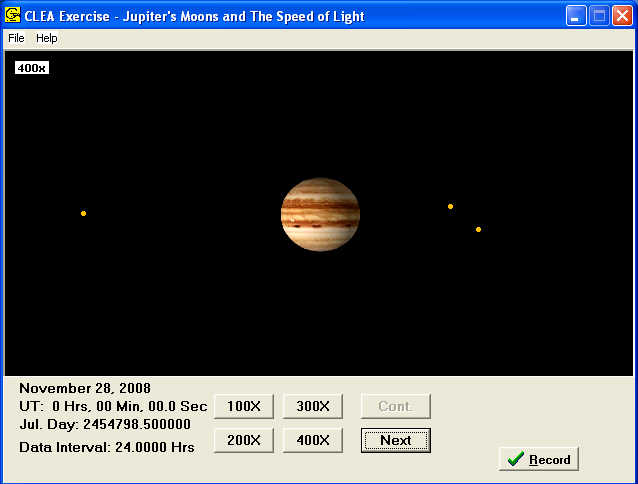 CLEA Exercise - Jupiter's Moons and The Speed of Light
File Help
400x
November 28, 2008
UT: 0 Hrs, 00 Min, 00.0 Sec
Jul. Day: 2454798.500000
Data Interval: 24.0000 Hrs
100X 300X Cont.
200X 400X Next
Record